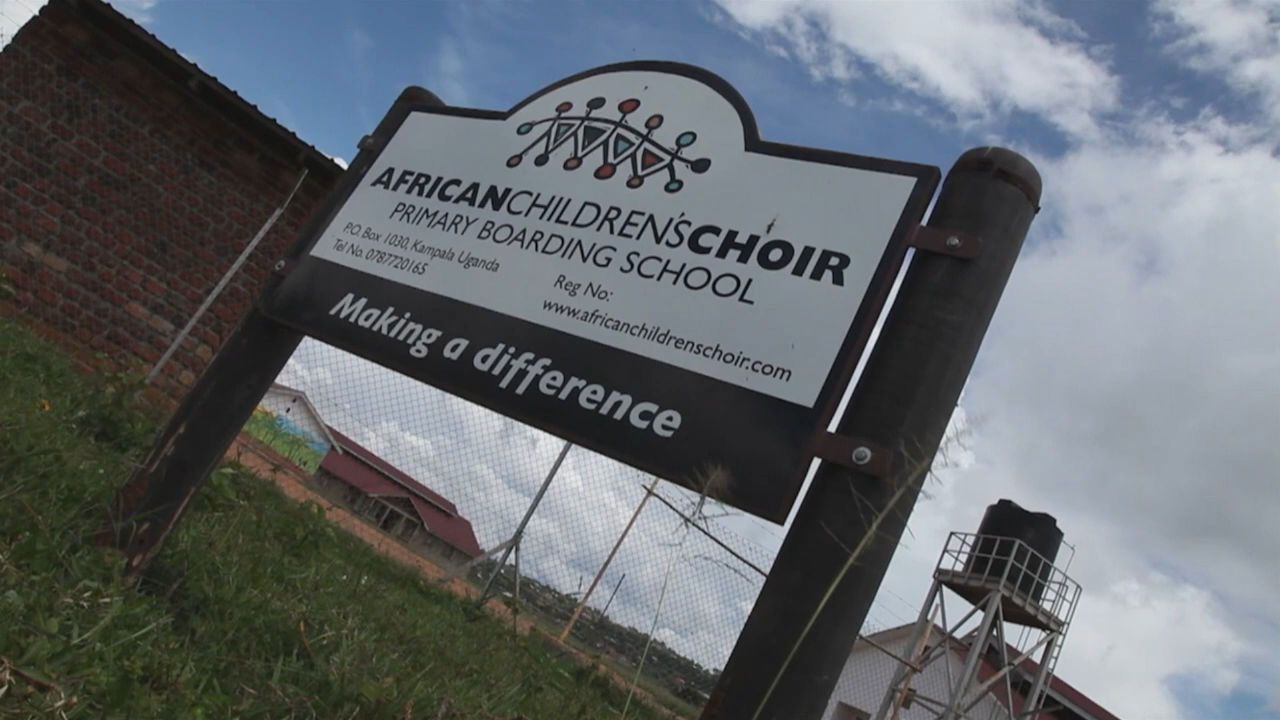 AFRICANCHILDREN'SCHOIR
PRIMARY BOARDING SCHOOL
P.O. Box 1030, Kampala Uganda
Tel No. 0787720165
Reg No:
www.africanchildrenschoir.com
Making a difference